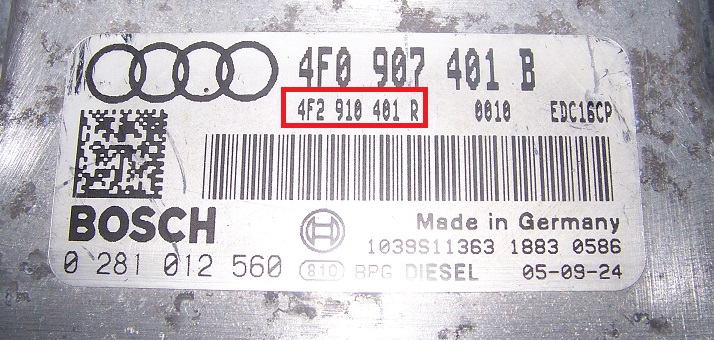 4F0 907 401 B
4F2 910 401 R 0010 EDC16CP
BOSCH
Made in Germany
1039S11363 1883 0586
0 281 012 560 810 BPG DIESEL 05-09-24